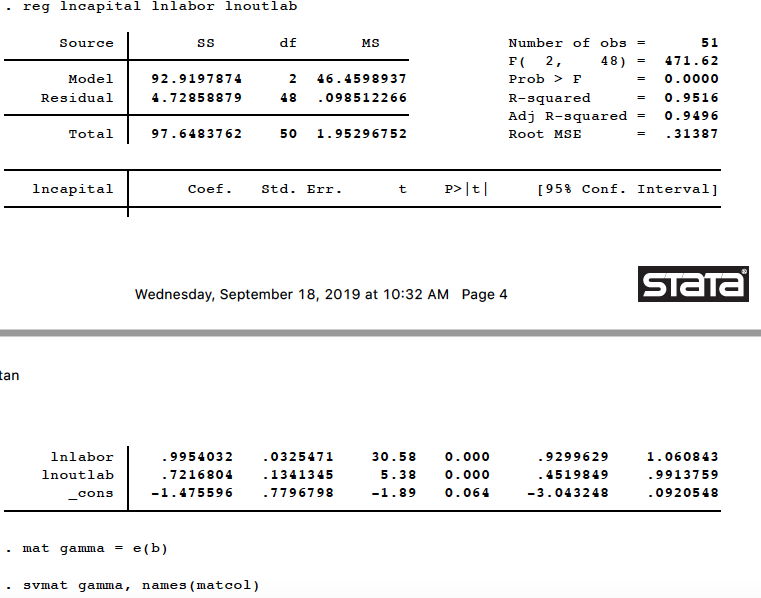 . reg lncapital lnlabor lnoutlab
Source SS df MS Number of obs = 51
F( 2, 48) = 471.62
Model 92.9197874 2 46.4598937 Prob > F = 0.0000
Residual 4.72858879 48 .098512266 R-squared = 0.9516
Adj R-squared = 0.9496
Total 97.6483762 50 1.95296752 Root MSE = .31387
lncapital Coef. Std. Err. t P>|t| [95% Conf. Interval]
Wednesday, September 18, 2019 at 10:32 AM Page 4
STATA®
tan
lnlabor .9954032 .0325471 30.58 0.000 .9299629 1.060843
lnoutlab .7216804 .1341345 5.38 0.000 .4519849 .9913759
_cons -1.475596 .7796798 -1.89 0.064 -3.043248 .0920548
. mat gamma = e(b)
. svmat gamma, names(matcol)